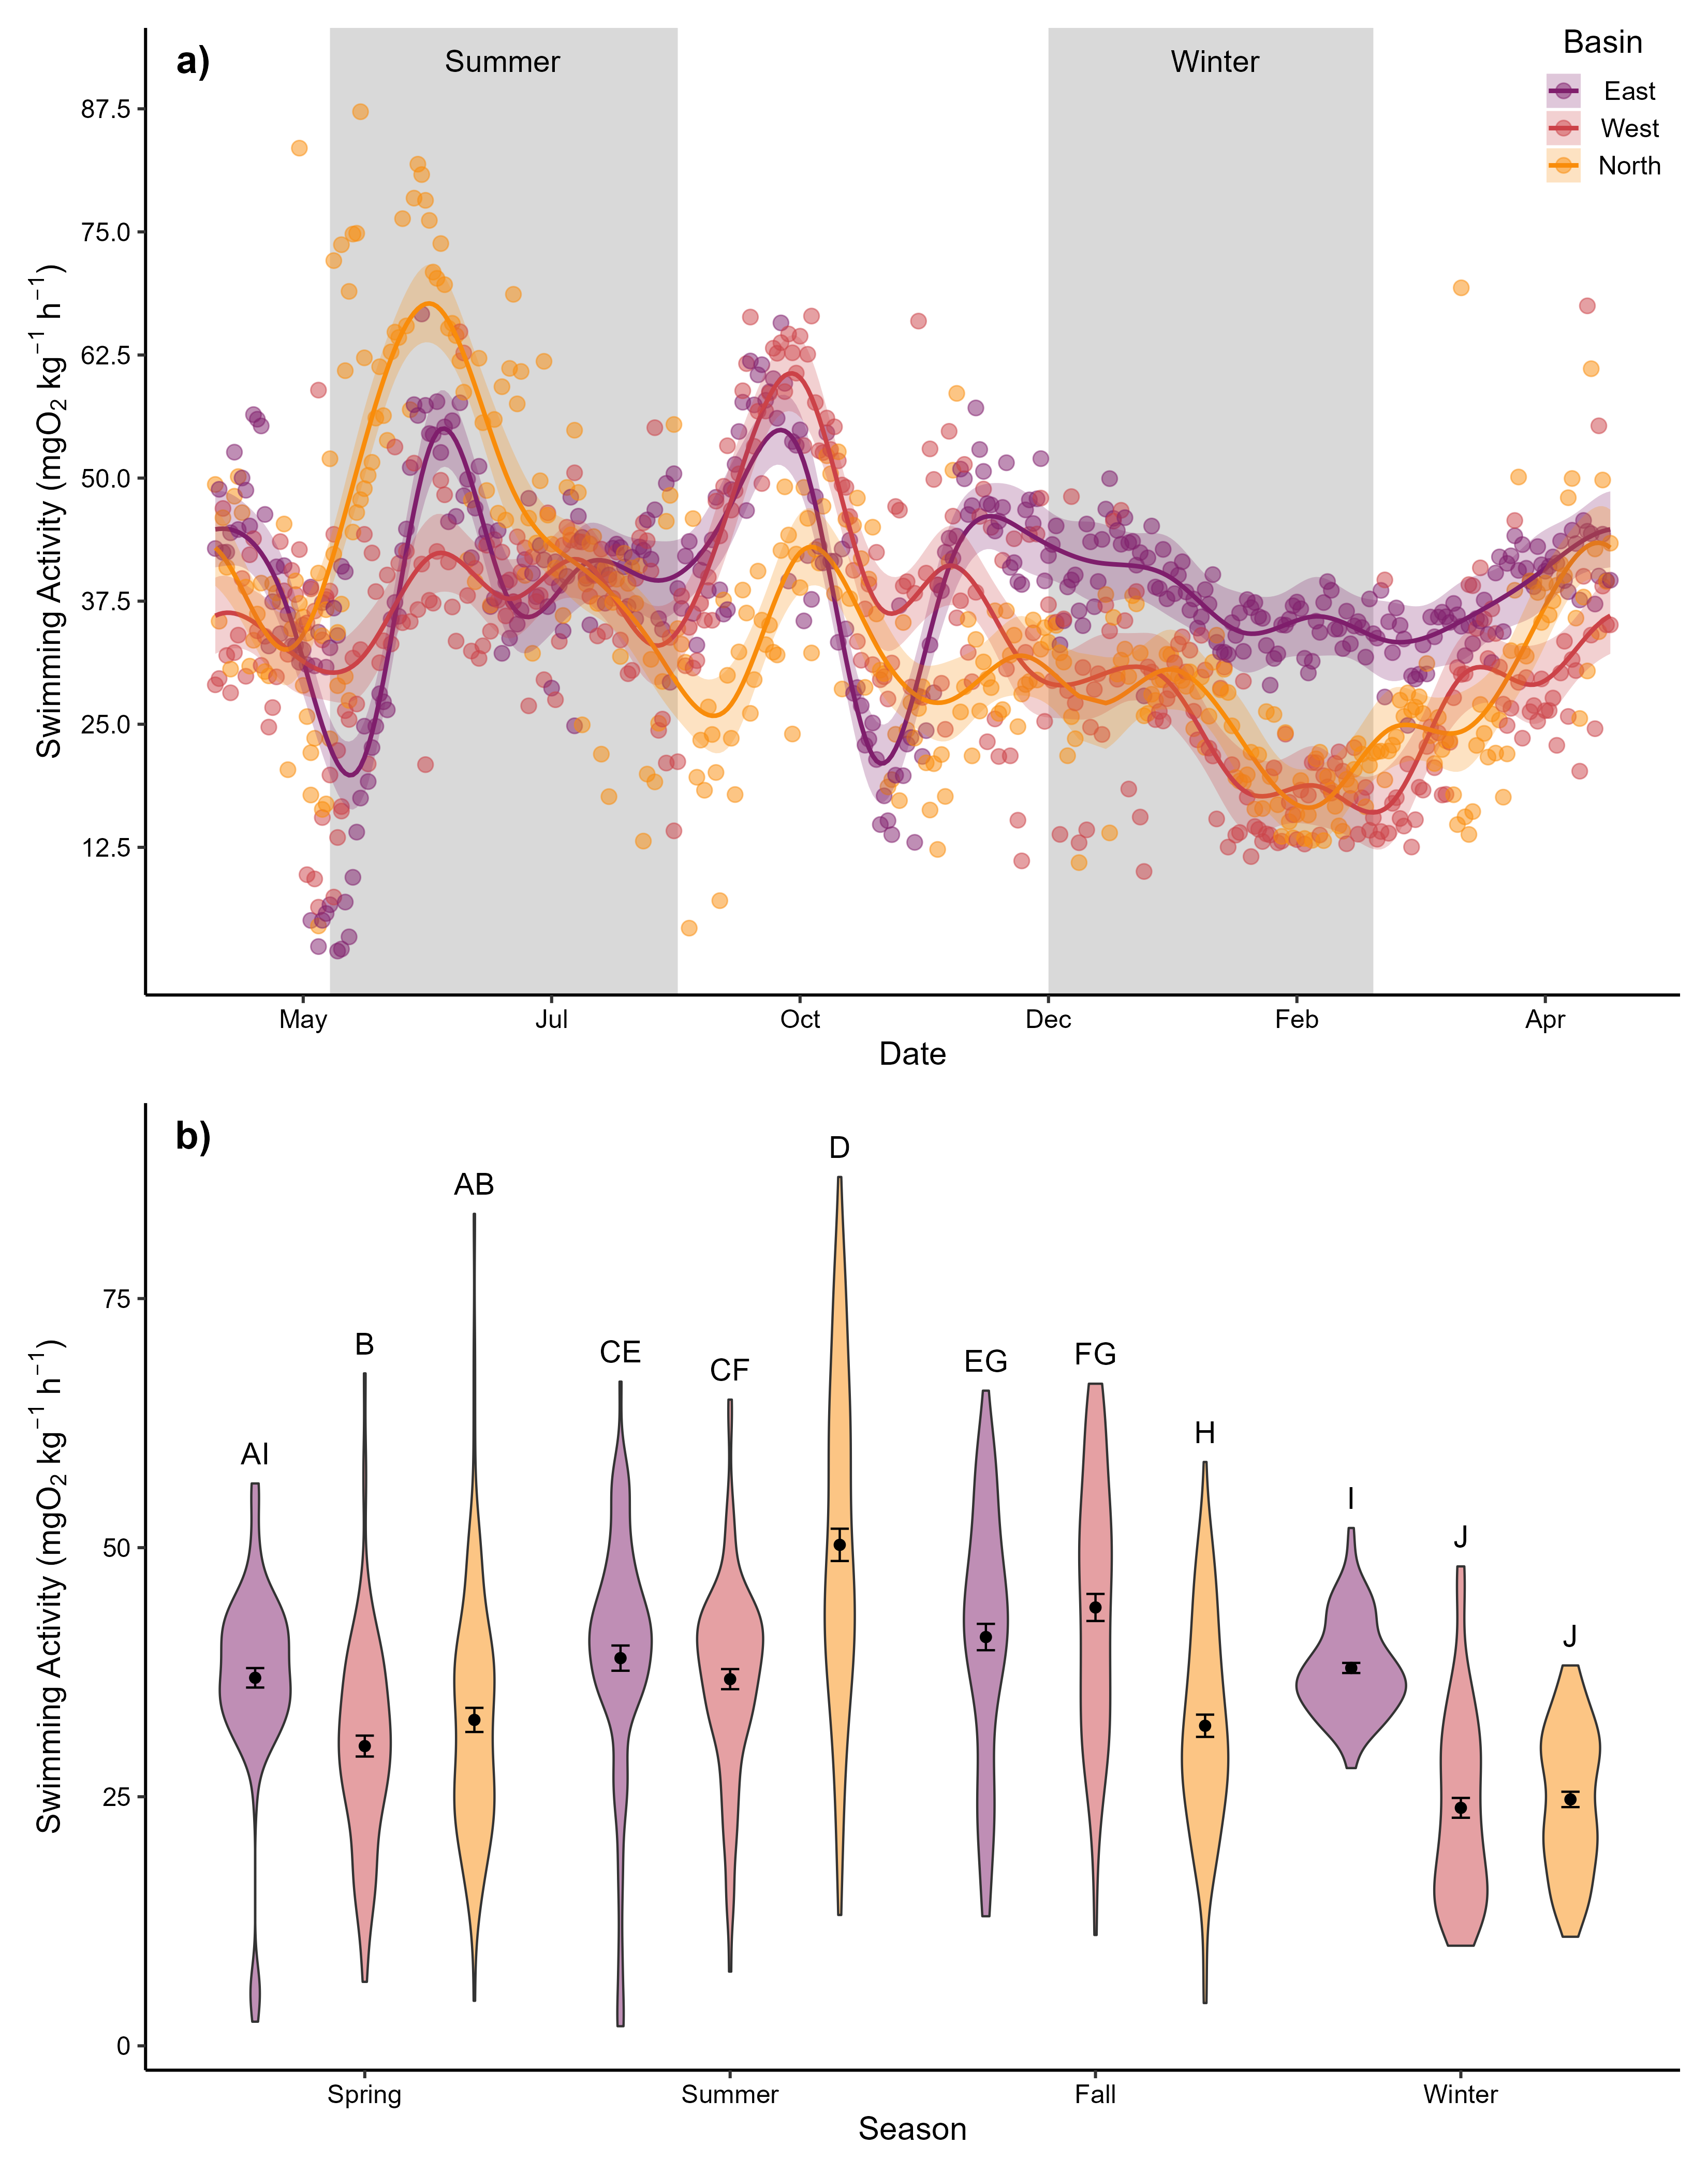 a)
Summer
Winter
Basin
East
West
North
87.5
75.0
62.5
50.0
37.5
25.0
12.5
Swimming Activity (mgO₂ kg⁻¹ h⁻¹)
May Jul Oct Dec Feb Apr
Date
b)
D
AB
B
CE
CF
EG
FG
AI
H
I
J
J
75
50
25
0
Swimming Activity (mgO₂ kg⁻¹ h⁻¹)
Spring Summer Fall Winter
Season